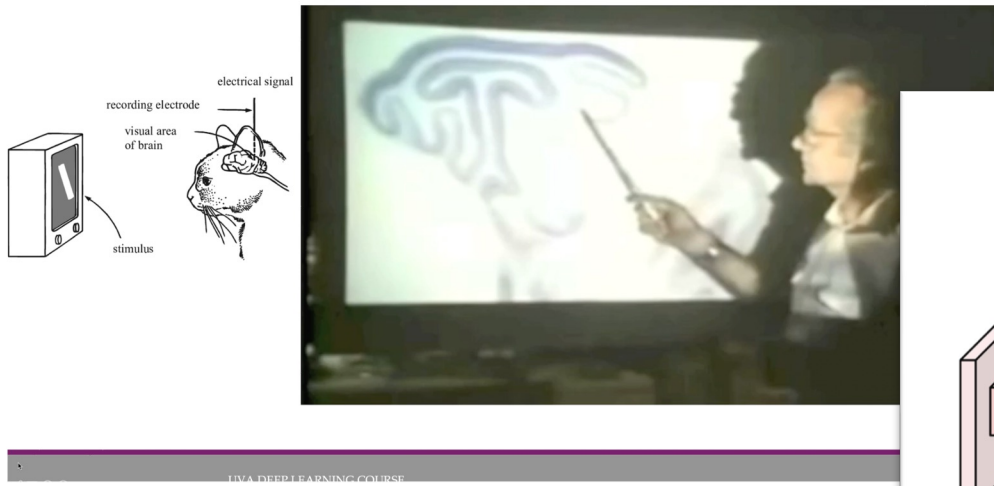 electrical signal
recording electrode
visual area
of brain
stimulus
UVA DEEP LEARNING COURSE